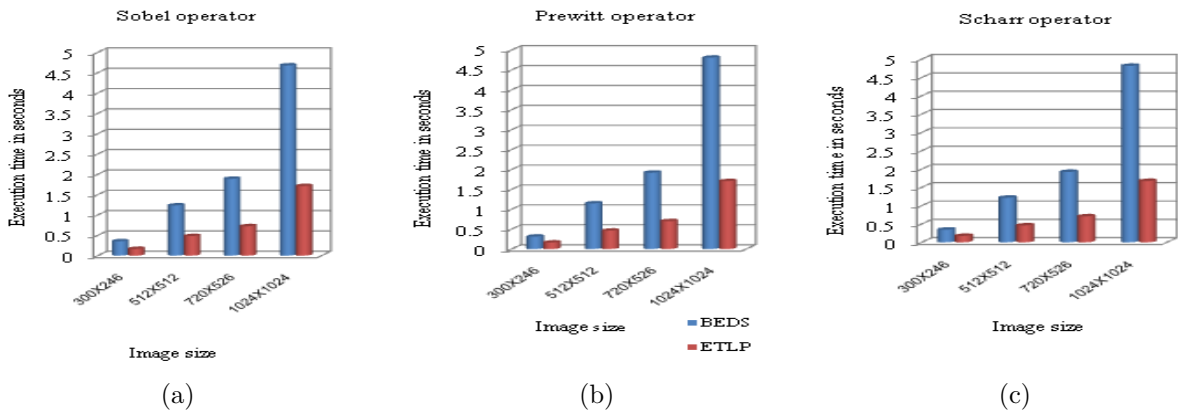 Sobel operator
Execution time in seconds
5
4.5
4
3.5
3
2.5
2
1.5
1
0.5
0
300X246
512X512
720X526
1024X1024
Image size
(a)
Prewitt operator
Execution time in seconds
5
4.5
4
3.5
3
2.5
2
1.5
1
0.5
0
300X246
512X512
720X526
1024X1024
Image size
BEDS
ETLP
(b)
Scharr operator
Execution time in seconds
5
4.5
4
3.5
3
2.5
2
1.5
1
0.5
0
300X246
512X512
720X526
1024X1024
Image size
(c)